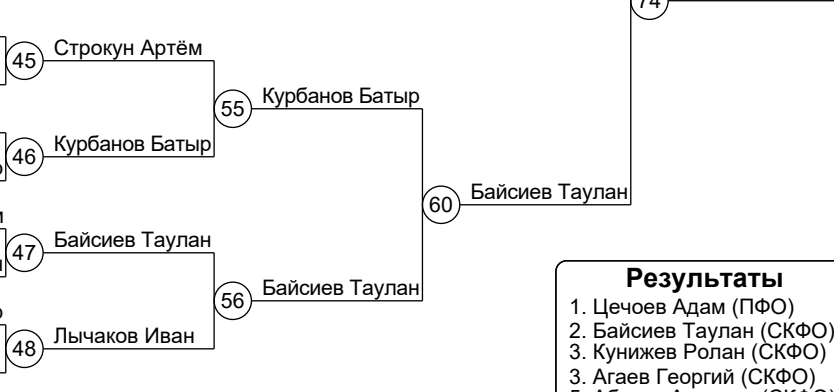 74
45 Строкун Артём
55 Курбанов Батыр
46 Курбанов Батыр
60 Байсиев Таулан
47 Байсиев Таулан
56 Байсиев Таулан
48 Лычаков Иван
Результаты
1. Цечоев Адам (ПФО)
2. Байсиев Таулан (СКФО)
3. Кунижев Ролан (СКФО)
3. Агаев Георгий (СКФО)